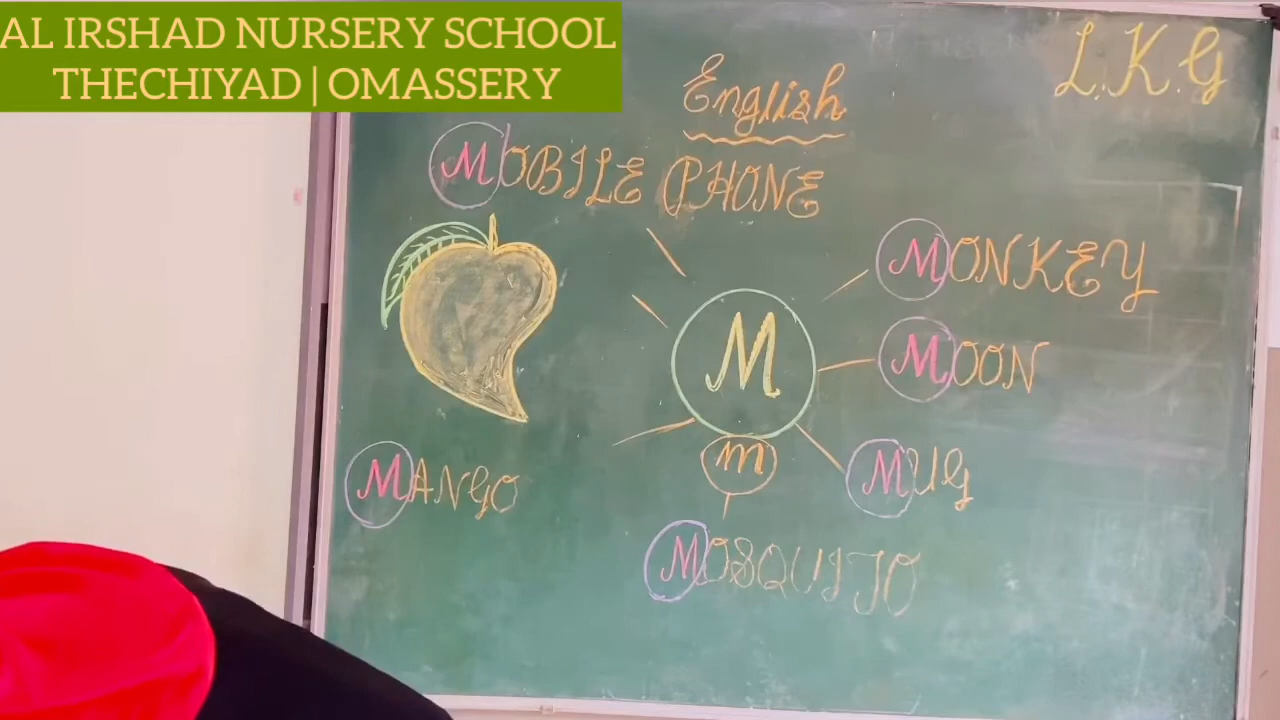 AL IRSHAD NURSERY SCHOOL
THECHIYAD | OMASSERY
L.K.G
English
MOBILE PHONE
MONKEY
M
MOON
m
MUG
MANGO
MOSQUITO